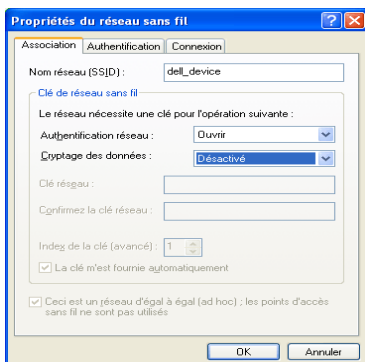 Propriétés du réseau sans fil
Association Authentification Connexion
Nom réseau (SSID) : dell_device
Clé de réseau sans fil
Le réseau nécessite une clé pour l'opération suivante :
Authentification réseau : Ouvrir
Cryptage des données : Désactivé
Clé réseau :
Confirmez la clé réseau :
Index de la clé (avancé) : 1
La clé m'est fournie automatiquement
Ceci est un réseau d'égal à égal (ad hoc) ; les points d'accès
sans fil ne sont pas utilisés
OK Annuler